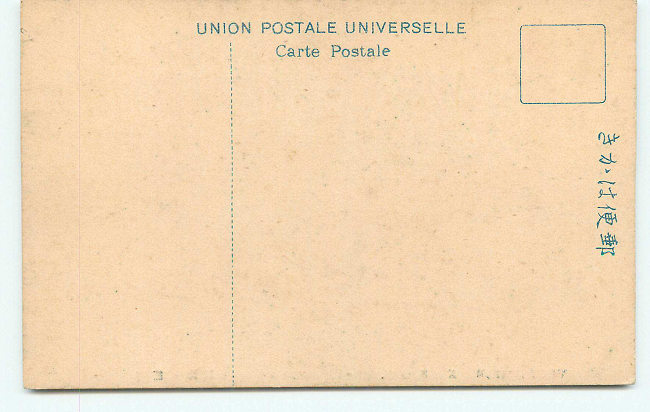 UNION POSTALE UNIVERSELLE
Carte Postale
郵便はがき